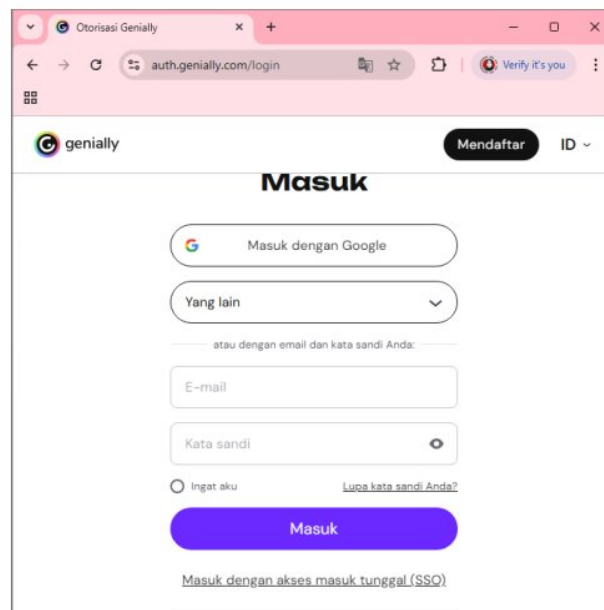 Otorisasi Genially
auth.genially.com/login
Verify it's you
genially
Mendaftar
ID
Masuk
Masuk dengan Google
Yang lain
atau dengan email dan kata sandi Anda:
E-mail
Kata sandi
Ingat aku
Lupa kata sandi Anda?
Masuk
Masuk dengan akses masuk tunggal (SSO)